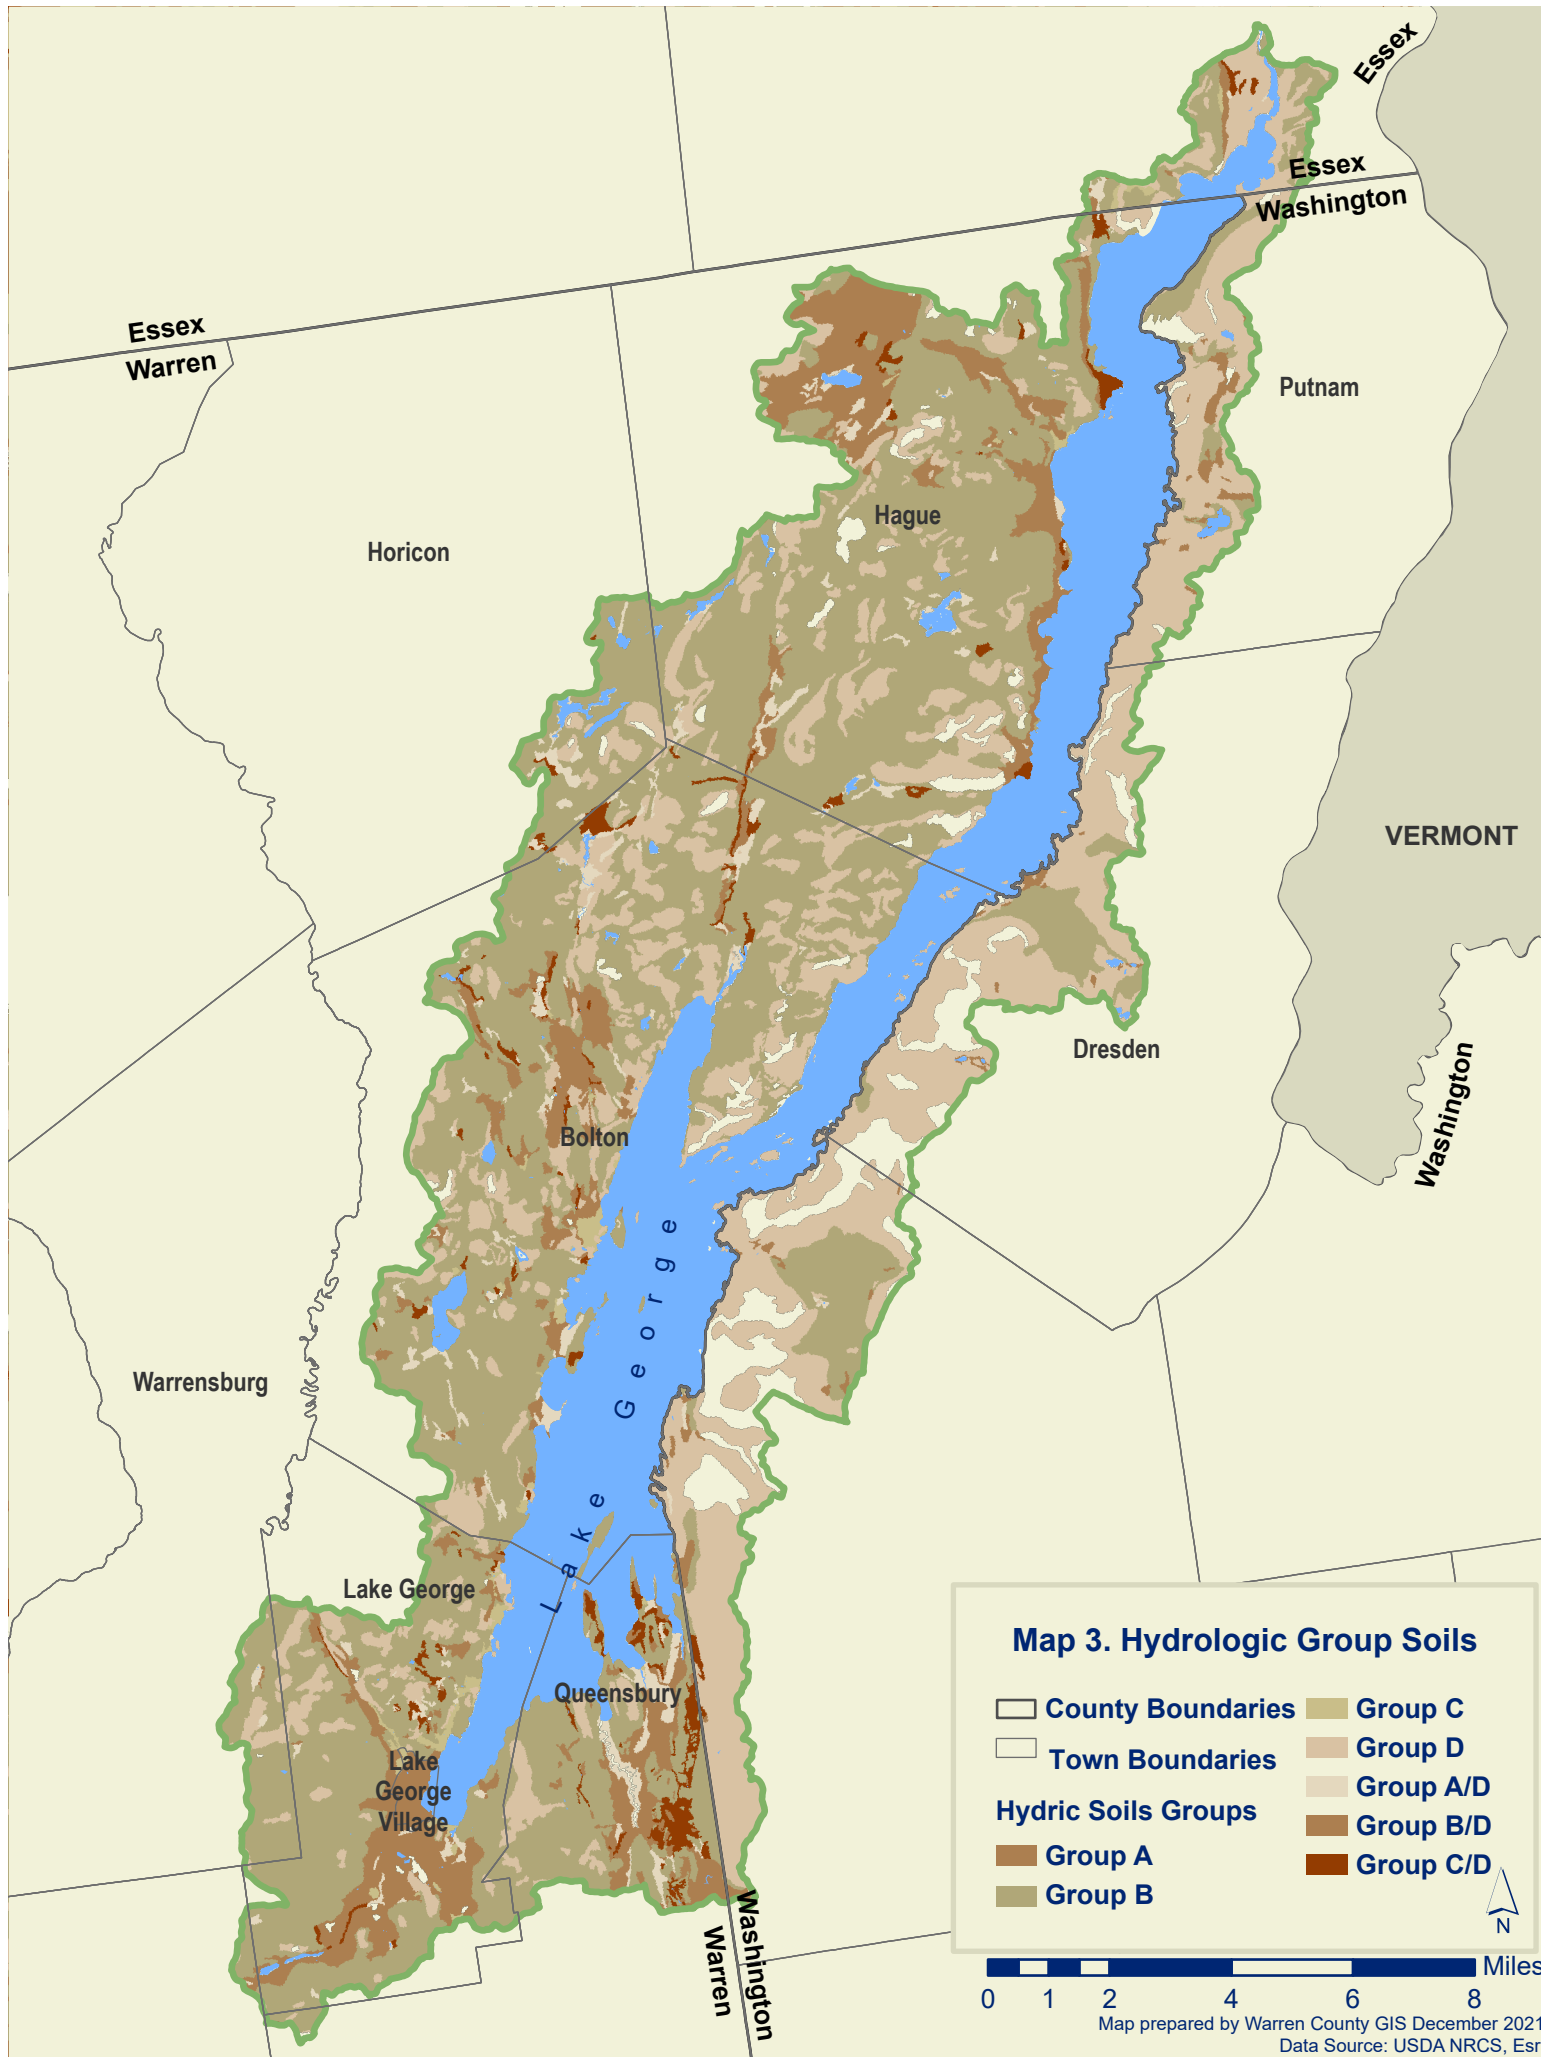 Essex
Essex
Washington
Essex
Warren
Putnam
Hague
Horicon
VERMONT
Dresden
Washington
Bolton
Warrensburg
Lake George
Lake George
Queensbury
Lake
George
Village
Washington
Warren
Map 3. Hydrologic Group Soils
County Boundaries
Town Boundaries
Hydric Soils Groups
Group A
Group B
Group C
Group D
Group A/D
Group B/D
Group C/D
N
Miles
0 1 2 4 6 8
Map prepared by Warren County GIS December 2021
Data Source: USDA NRCS, Esr